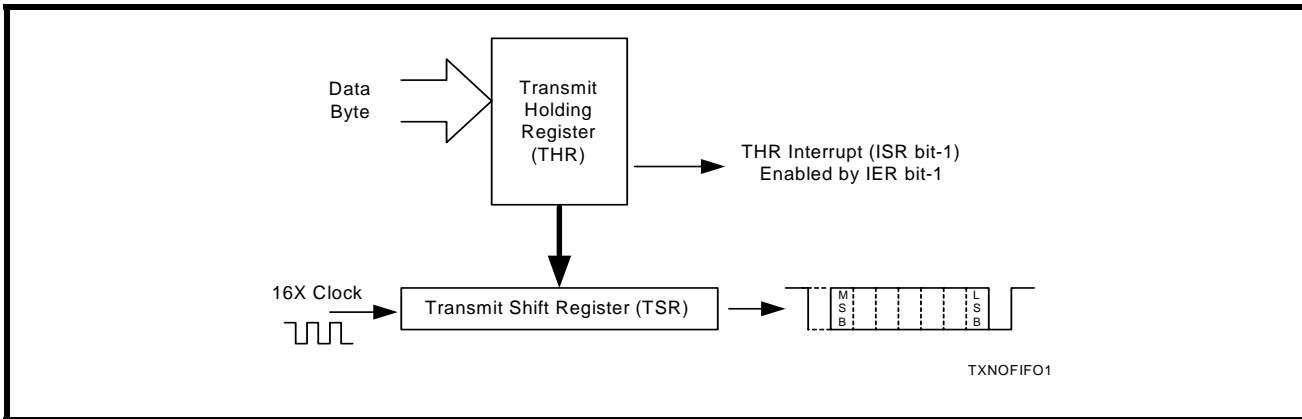 Data
Byte
Transmit
Holding
Register
(THR)
THR Interrupt (ISR bit-1)
Enabled by IER bit-1
16X Clock
Transmit Shift Register (TSR)
M
S
B
L
S
B
TXNOFIFO1